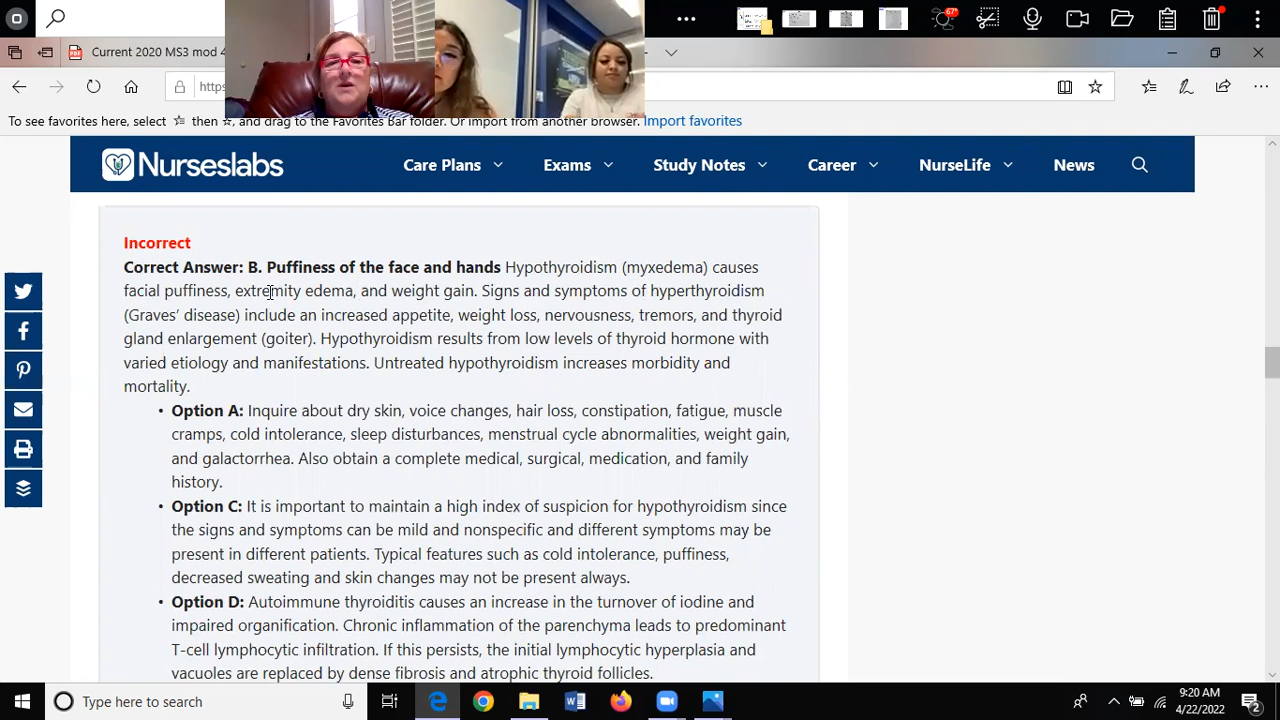 67°
Current 2020 MS3 mod 4
https
To see favorites here, select then , and drag to the Favorites Bar folder. Or import from another browser. Import favorites
Nurseslabs
Care Plans
Exams
Study Notes
Career
NurseLife
News
Incorrect
Correct Answer: B. Puffiness of the face and hands Hypothyroidism (myxedema) causes
facial puffiness, extremity edema, and weight gain. Signs and symptoms of hyperthyroidism
(Graves’ disease) include an increased appetite, weight loss, nervousness, tremors, and thyroid
gland enlargement (goiter). Hypothyroidism results from low levels of thyroid hormone with
varied etiology and manifestations. Untreated hypothyroidism increases morbidity and
mortality.
• Option A: Inquire about dry skin, voice changes, hair loss, constipation, fatigue, muscle
cramps, cold intolerance, sleep disturbances, menstrual cycle abnormalities, weight gain,
and galactorrhea. Also obtain a complete medical, surgical, medication, and family
history.
• Option C: It is important to maintain a high index of suspicion for hypothyroidism since
the signs and symptoms can be mild and nonspecific and different symptoms may be
present in different patients. Typical features such as cold intolerance, puffiness,
decreased sweating and skin changes may not be present always.
• Option D: Autoimmune thyroiditis causes an increase in the turnover of iodine and
impaired organification. Chronic inflammation of the parenchyma leads to predominant
T-cell lymphocytic infiltration. If this persists, the initial lymphocytic hyperplasia and
vacuoles are replaced by dense fibrosis and atrophic thyroid follicles.
Type here to search
9:20 AM
4/22/2022
2